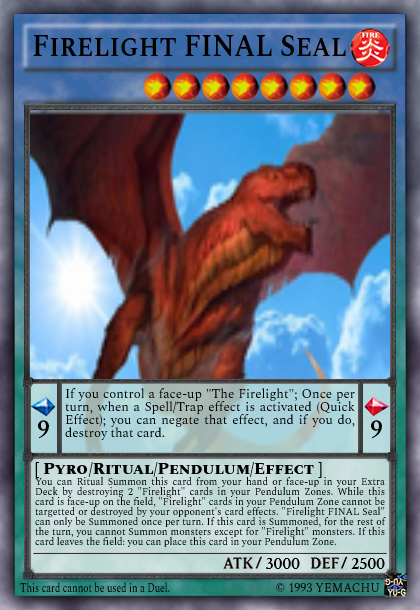 FIRELIGHT FINAL SEAL
FIRE
炎
If you control a face-up "The Firelight"; Once per
turn, when a Spell/Trap effect is activated (Quick
Effect); you can negate that effect, and if you do,
destroy that card.
9
9
[ PYRO/RITUAL/PENDULUM/EFFECT ]
You can Ritual Summon this card from your hand or face-up in your Extra
Deck by destroying 2 "Firelight" cards in your Pendulum Zones. While this
card is face-up on the field, "Firelight" cards in your Pendulum Zone cannot be
targetted or destroyed by your opponent's card effects. "Firelight FINAL Seal"
can only be Summoned once per turn. If this card is Summoned, for the rest of
the turn, you cannot Summon monsters except for "Firelight" monsters. If this card
leaves the field: you can place this card in your Pendulum Zone.
ATK / 3000 DEF / 2500
This card cannot be used in a Duel.
© 1993 YEMACHU